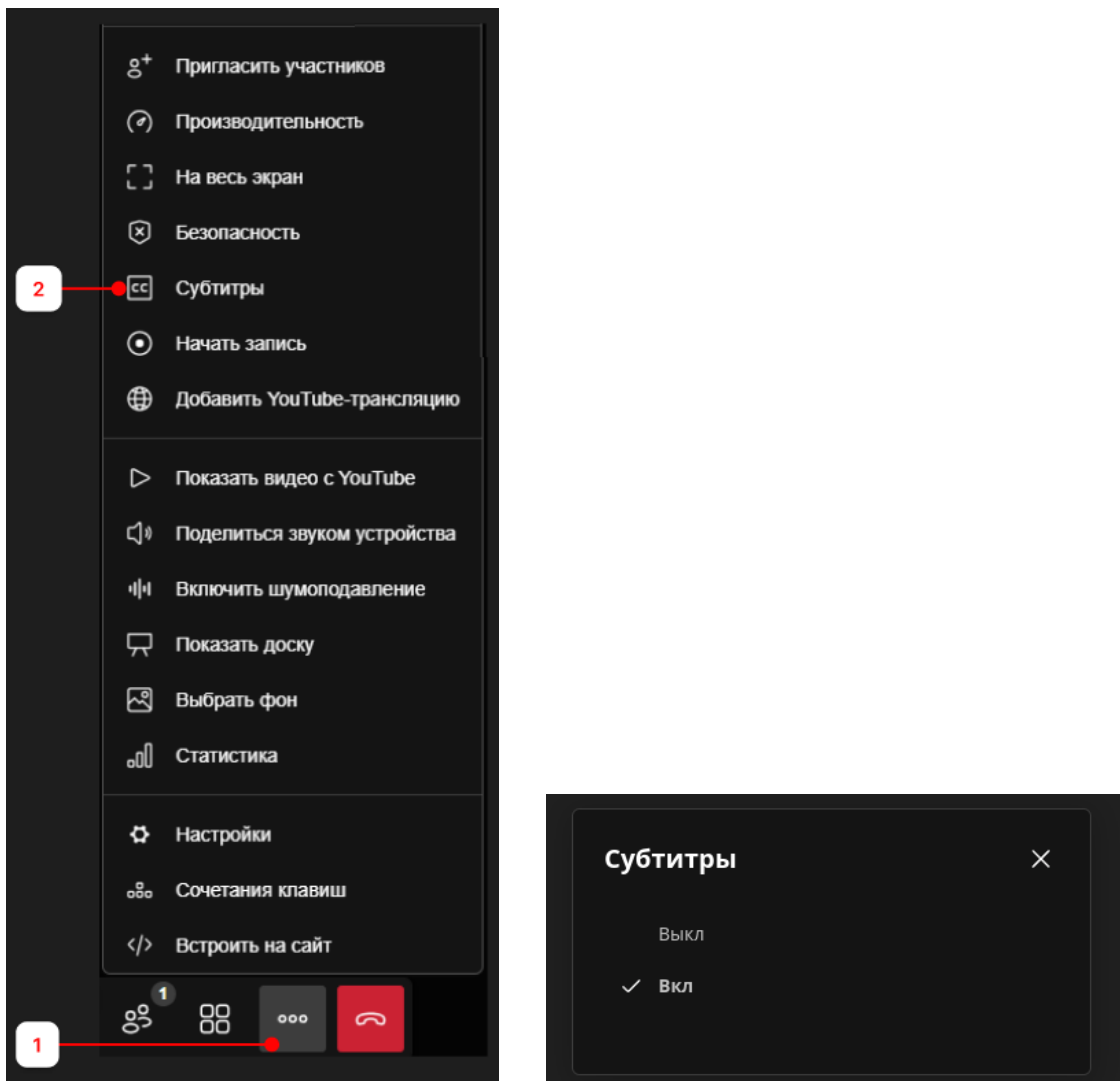 Пригласить участников
Производительность
На весь экран
Безопасность
2
CC Субтитры
Начать запись
Добавить YouTube-трансляцию
Показать видео с YouTube
Поделиться звуком устройства
Включить шумоподавление
Показать доску
Выбрать фон
Статистика
Настройки
Сочетания клавиш
Встроить на сайт
1
1
Субтитры
Выкл
Вкл